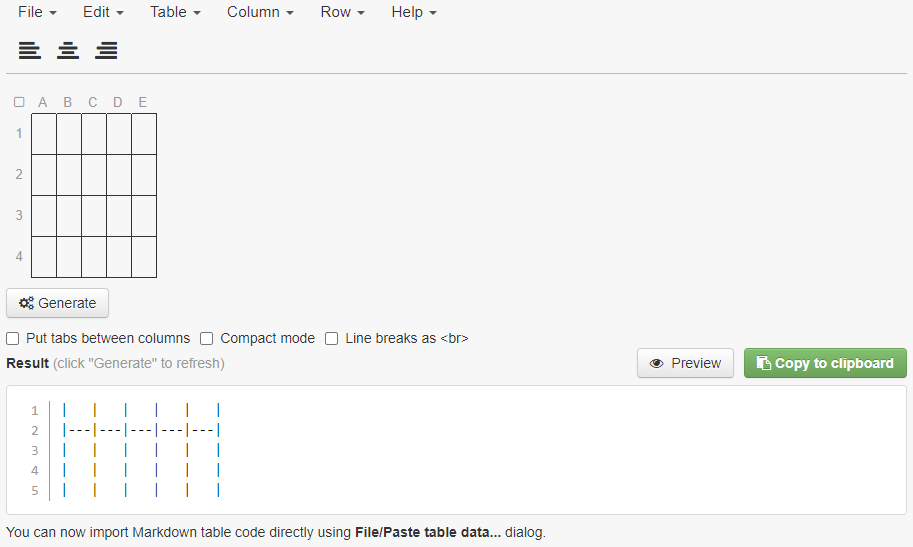 File Edit Table Column Row Help
A B C D E
1
2
3
4
Generate
Put tabs between columns Compact mode Line breaks as <br>
Result (click "Generate" to refresh) Preview Copy to clipboard
1 | | | | | |
2 |---|---|---|---|---|
3 | | | | | |
4 | | | | | |
5 | | | | | |
You can now import Markdown table code directly using File/Paste table data... dialog.